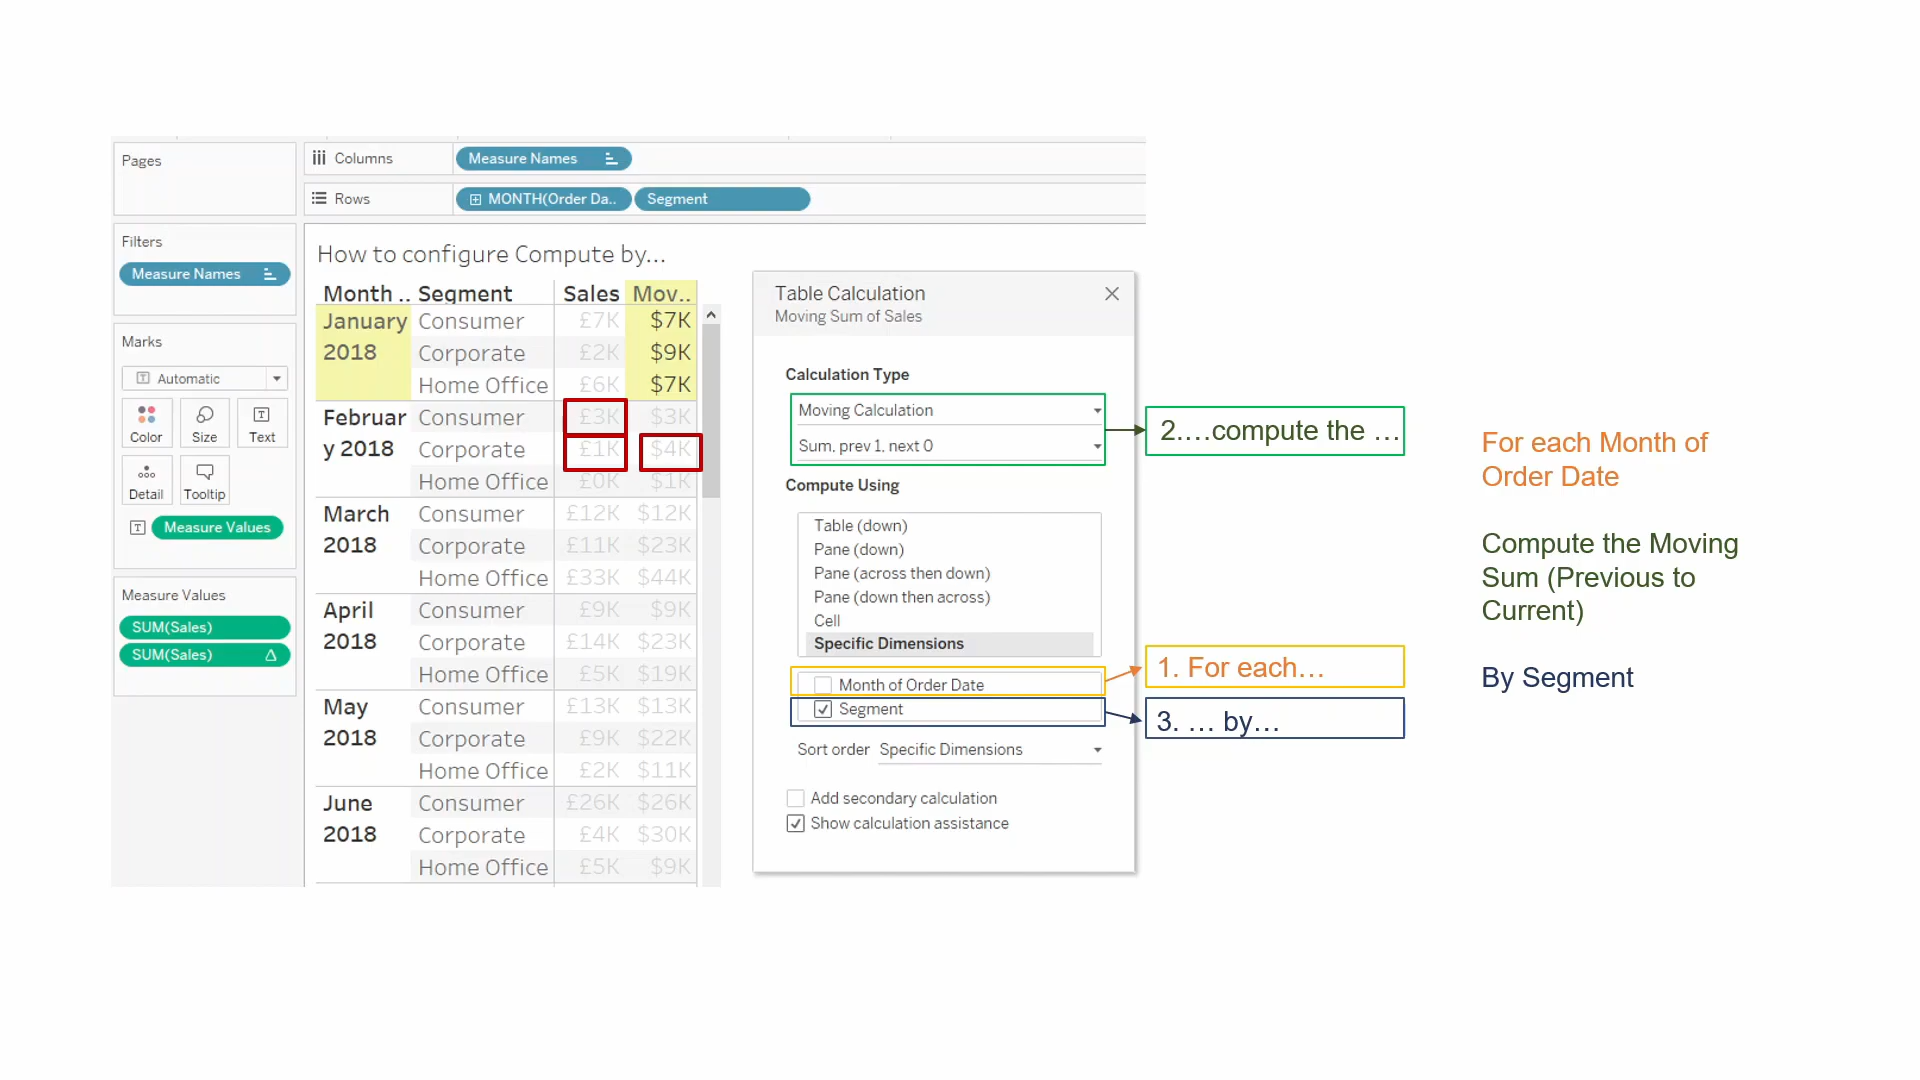 Pages
Columns
Measure Names
Rows
MONTH(Order Da..
Segment
Filters
Measure Names
Marks
Automatic
Color
Size
Text
Detail
Tooltip
Measure Values
Measure Values
SUM(Sales)
SUM(Sales)
How to configure Compute by...
Month .. Segment Sales Mov..
January Consumer £7K $7K
2018 Corporate £2K $9K
Home Office £6K $7K
Februar Consumer £3K $3K
y 2018 Corporate £1K $4K
Home Office £0K $1K
March Consumer £12K $12K
2018 Corporate £11K $23K
Home Office £33K $44K
April Consumer £9K $9K
2018 Corporate £14K $23K
Home Office £5K $19K
May Consumer £13K $13K
2018 Corporate £9K $22K
Home Office £2K $11K
June Consumer £26K $26K
2018 Corporate £4K $30K
Home Office £5K $9K
Table Calculation
Moving Sum of Sales
Calculation Type
Moving Calculation
Sum, prev 1, next 0
Compute Using
Table (down)
Pane (down)
Pane (across then down)
Pane (down then across)
Cell
Specific Dimensions
Month of Order Date
Segment
Sort order Specific Dimensions
Add secondary calculation
Show calculation assistance
2.…compute the …
1. For each…
3. … by…
For each Month of
Order Date
Compute the Moving
Sum (Previous to
Current)
By Segment